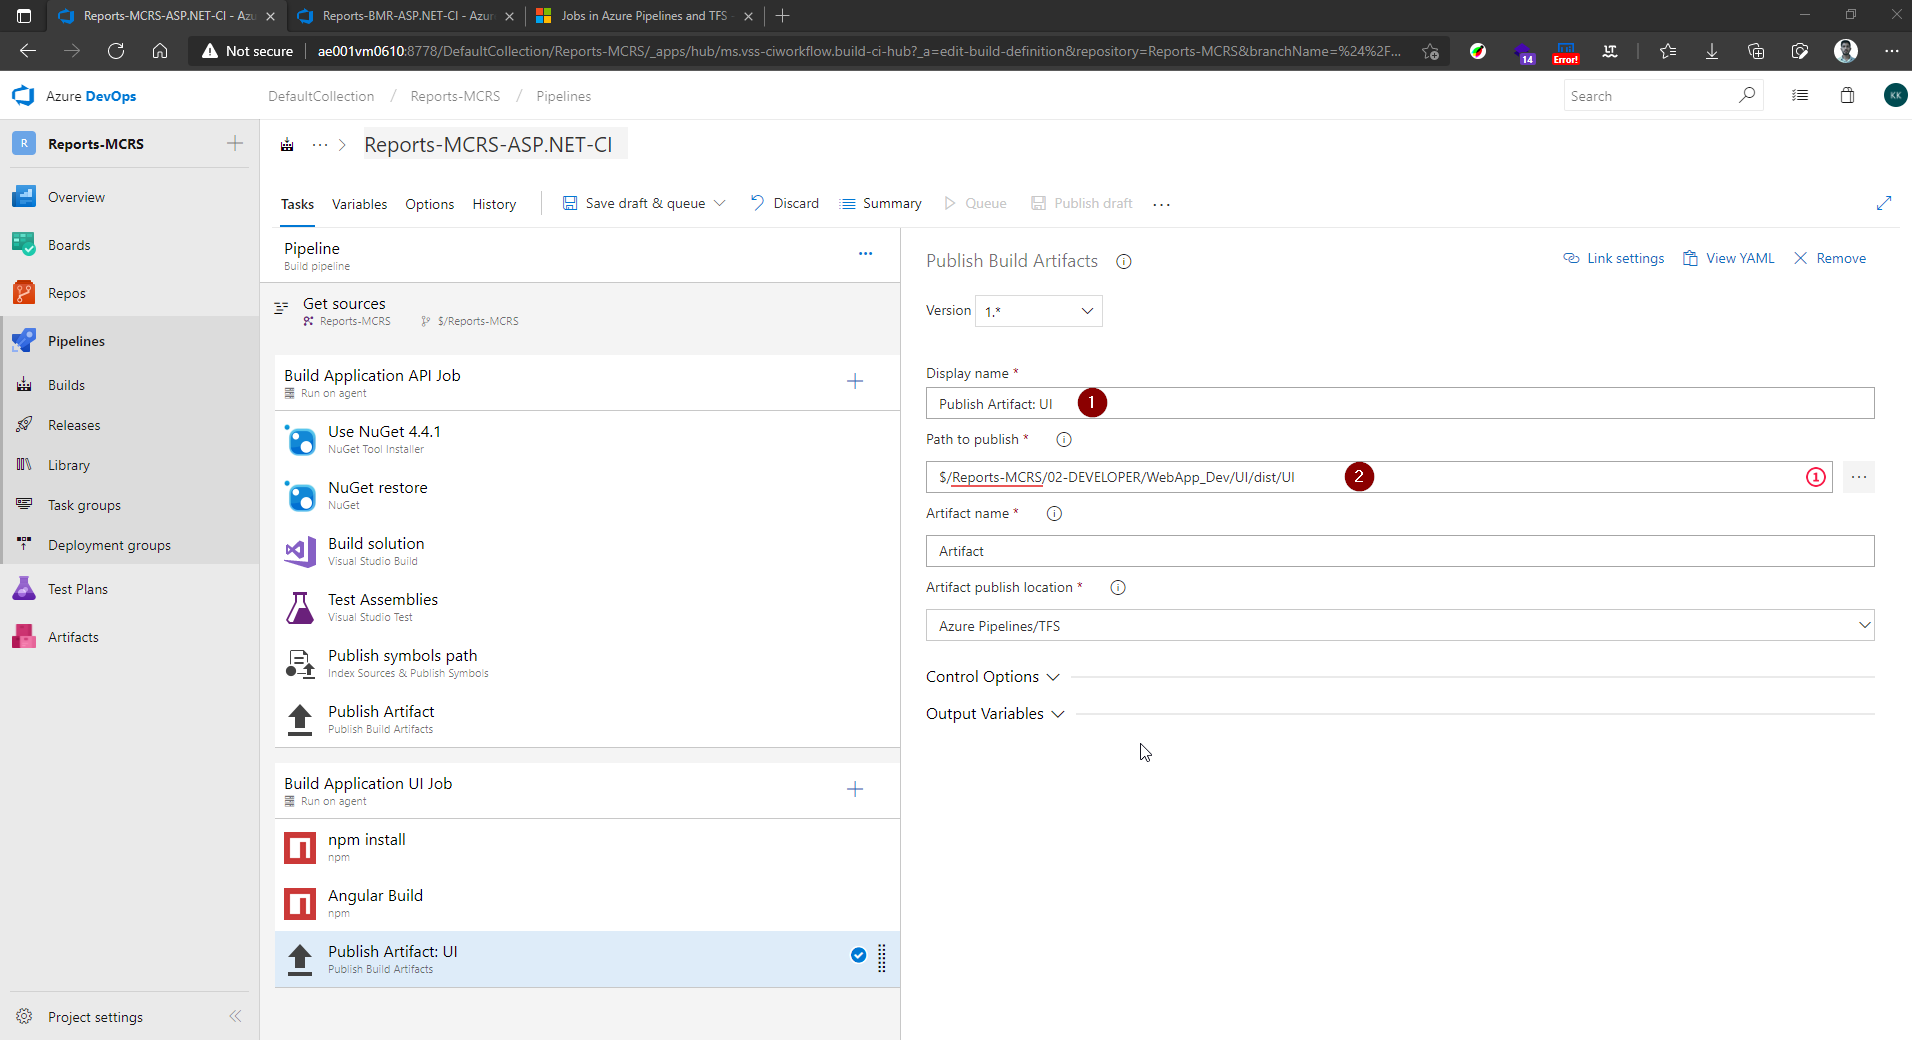 Reports-MCRS-ASP.NET-CI - Azu
Reports-BMR-ASP.NET-CI - Azur
Jobs in Azure Pipelines and TFS -
Not secure
ae001vm0610:8778/DefaultCollection/Reports-MCRS/_apps/hub/ms.vss-ciworkflow.build-ci-hub?_a=edit-build-definition&repository=Reports-MCRS&branchName=%24%2F...
14
Error!
LT
Azure DevOps
DefaultCollection / Reports-MCRS / Pipelines
Search
KK
R
Reports-MCRS
Overview
Boards
Repos
Pipelines
Builds
Releases
Library
Task groups
Deployment groups
Test Plans
Artifacts
Project settings
Reports-MCRS-ASP.NET-CI
Tasks
Variables
Options
History
Save draft & queue
Discard
Summary
Queue
Publish draft
Pipeline
Build pipeline
Get sources
Reports-MCRS
$/Reports-MCRS
Build Application API Job
Run on agent
Use NuGet 4.4.1
NuGet Tool Installer
NuGet restore
NuGet
Build solution
Visual Studio Build
Test Assemblies
Visual Studio Test
Publish symbols path
Index Sources & Publish Symbols
Publish Artifact
Publish Build Artifacts
Build Application UI Job
Run on agent
npm install
npm
Angular Build
npm
Publish Artifact: UI
Publish Build Artifacts
Publish Build Artifacts
Link settings
View YAML
Remove
Version
1.*
Display name *
Publish Artifact: UI
1
Path to publish *
$/Reports-MCRS/02-DEVELOPER/WebApp_Dev/UI/dist/UI
2
1
Artifact name *
Artifact
Artifact publish location *
Azure Pipelines/TFS
Control Options
Output Variables